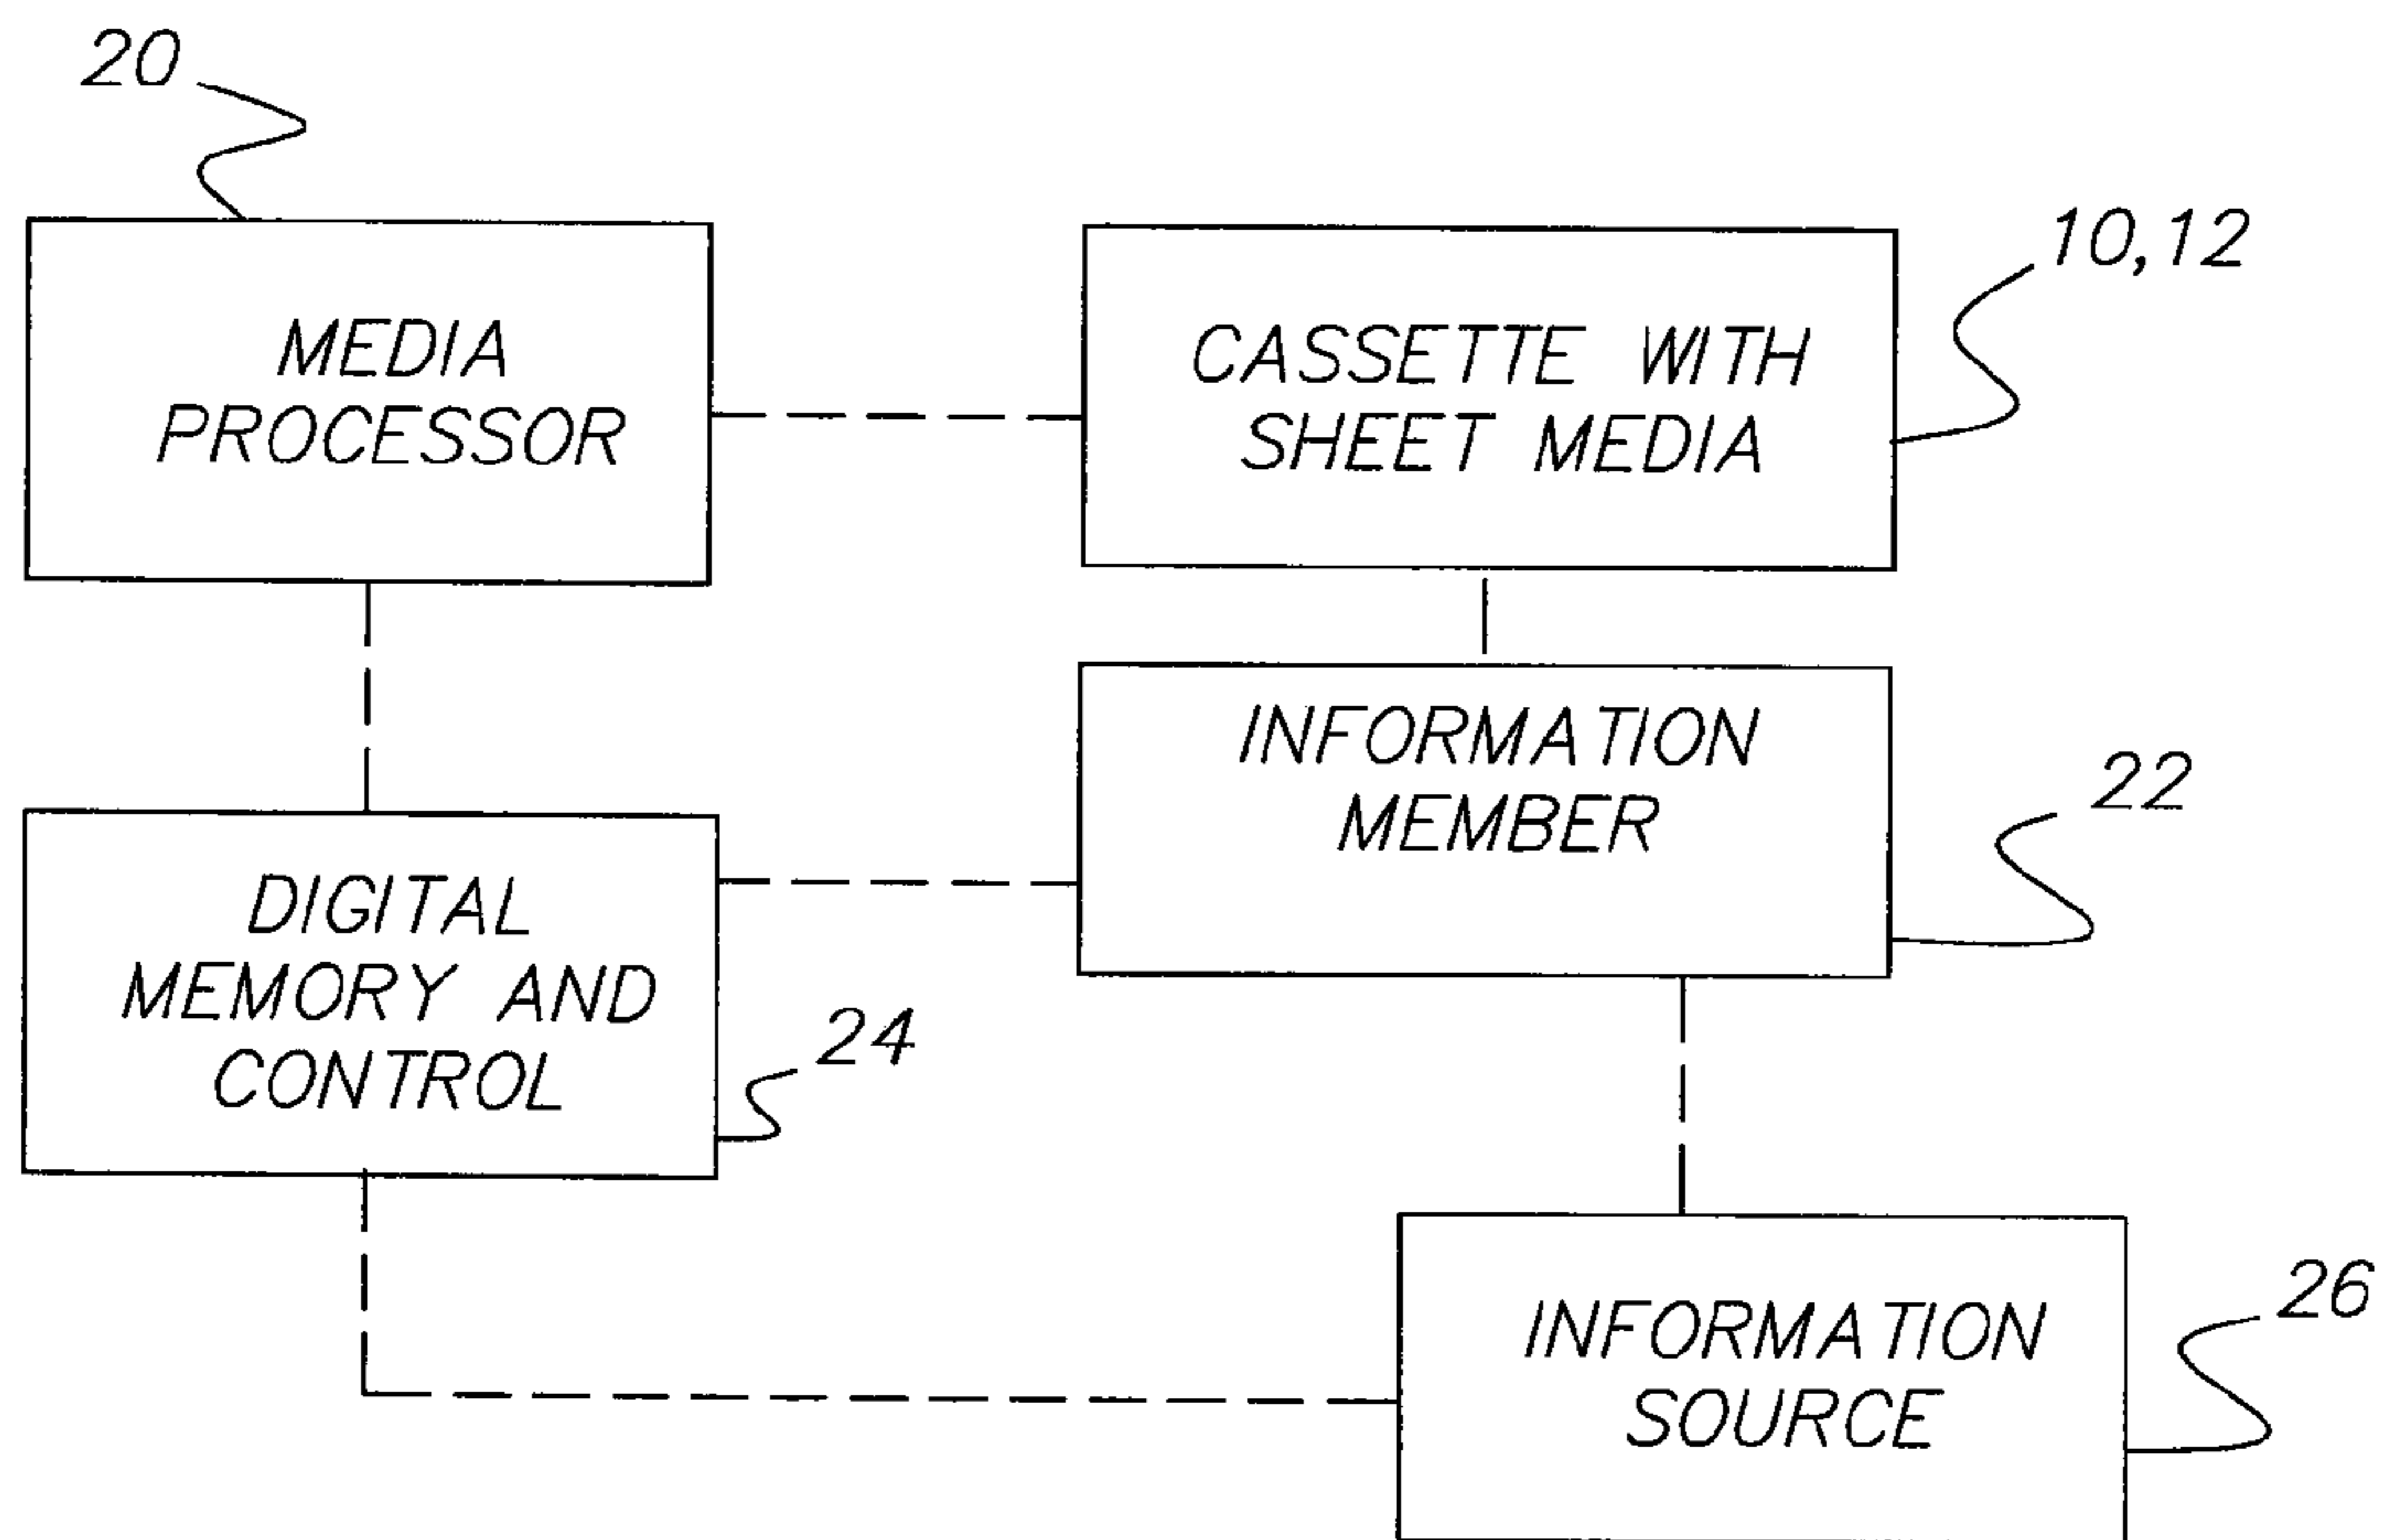 20
10,12
MEDIA
PROCESSOR
CASSETTE WITH
SHEET MEDIA
INFORMATION
MEMBER
22
DIGITAL
MEMORY AND
CONTROL
24
26
INFORMATION
SOURCE